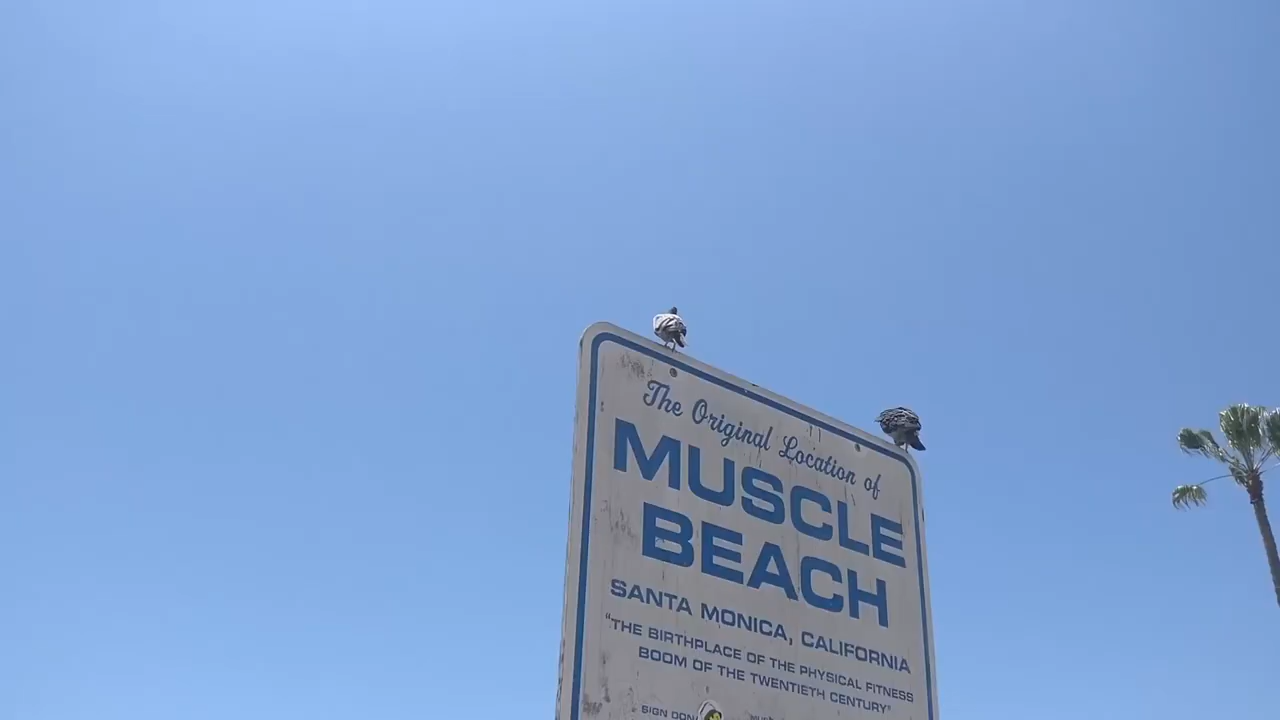 The Original Location of
MUSCLE
BEACH
SANTA MONICA, CALIFORNIA
"THE BIRTHPLACE OF THE PHYSICAL FITNESS
BOOM OF THE TWENTIETH CENTURY"
SIGN